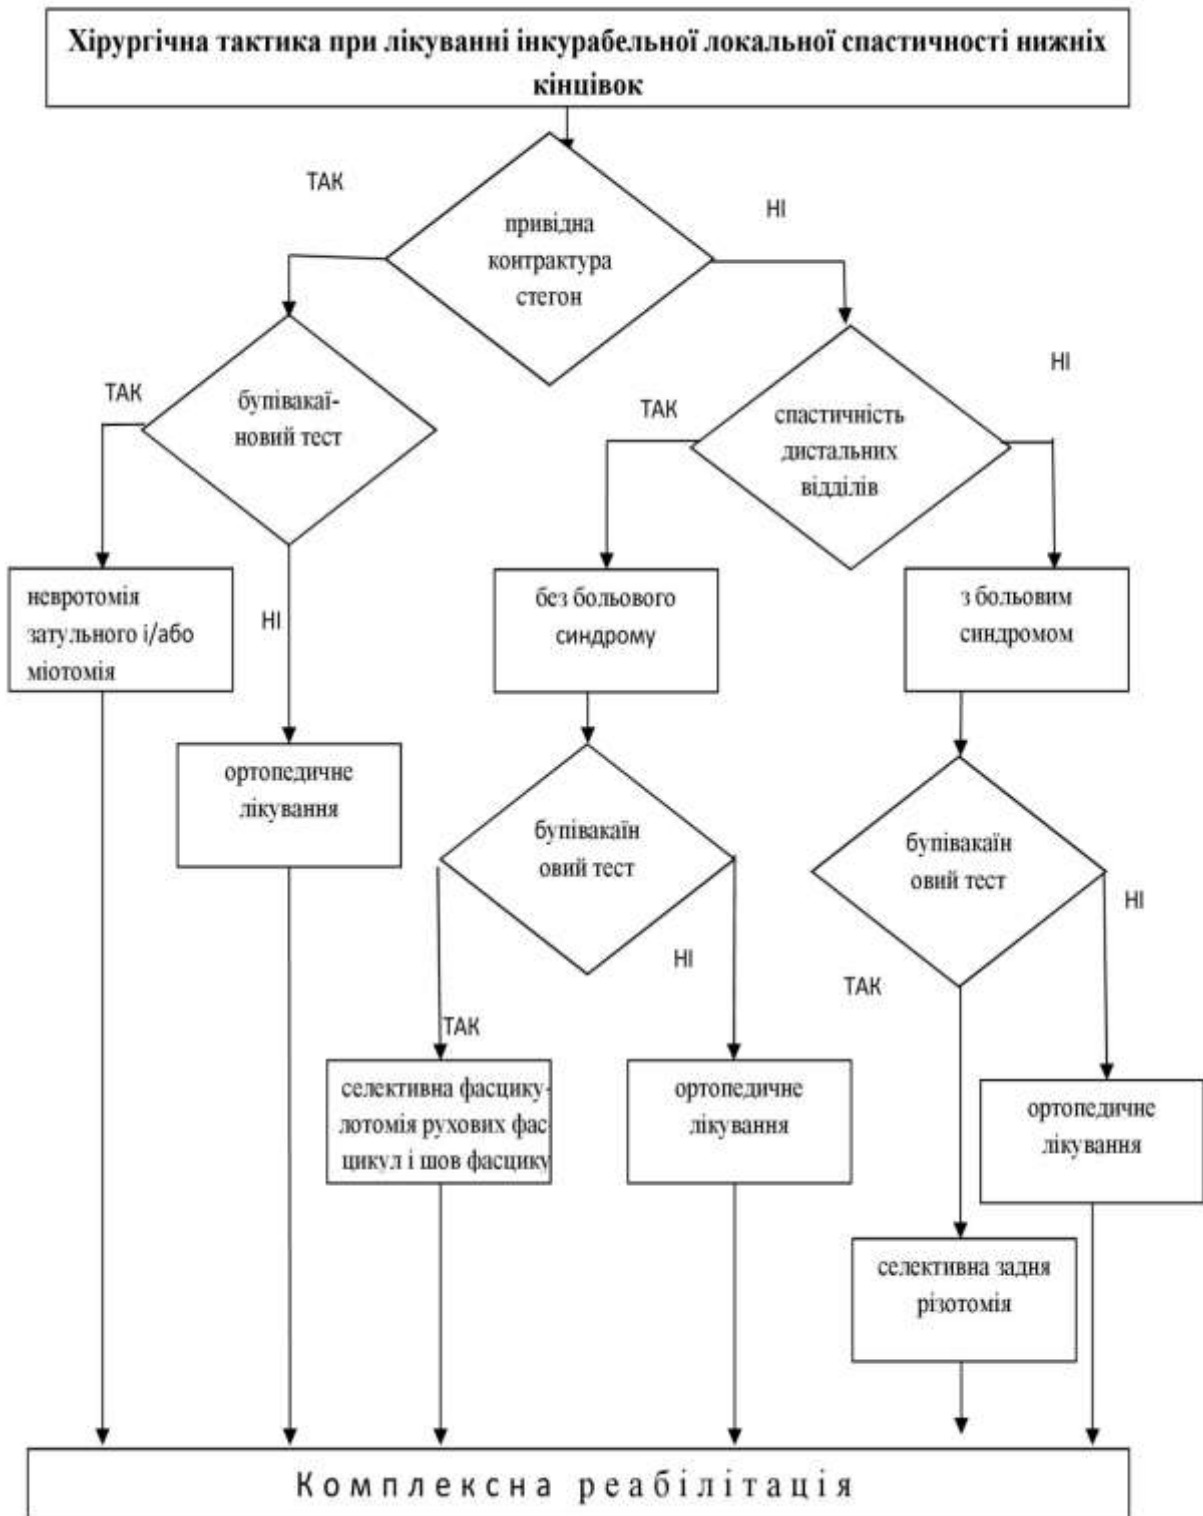 Хірургічна тактика при лікуванні інкурабельної локальної спастичності нижніх
кінцівок
ТАК
НІ
привідна
контрактура
стегон
ТАК
бупівакаї-
новий тест
ТАК
НІ
спастичність
дистальних
відділів
невротомія
затульного і/або
міотомія
НІ
без больового
синдрому
з больовим
синдромом
ортопедичне
лікування
бупівакаїн
овий тест
бупівакаїн
овий тест
НІ
НІ
ТАК
ТАК
селективна фасцику-
лотомія рухових фас
цикул і шов фасцику
ортопедичне
лікування
ортопедичне
лікування
селективна задня
різотомія
Комплексна реабілітація